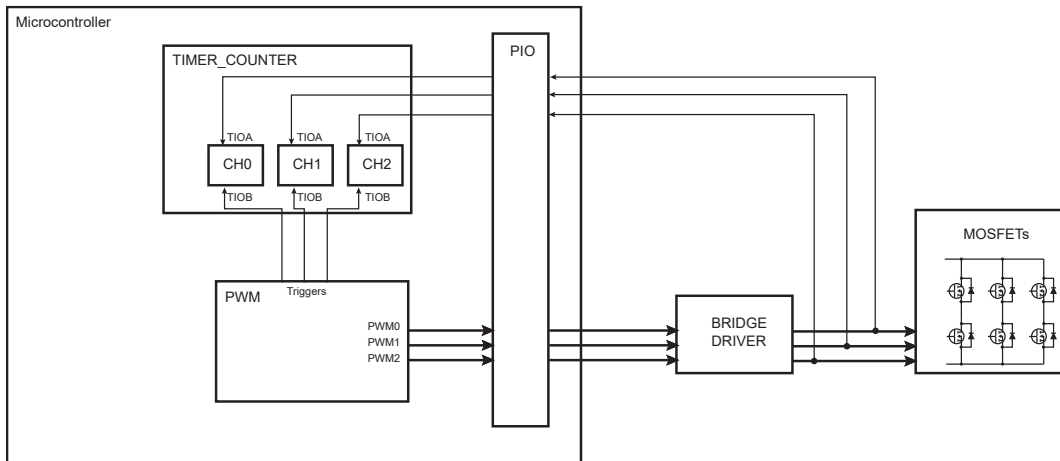 Microcontroller
TIMER_COUNTER
PIO
TIOA
TIOA
TIOA
CH0
CH1
CH2
TIOB
TIOB
TIOB
MOSFETs
Triggers
PWM
PWM0
PWM1
PWM2
BRIDGE
DRIVER